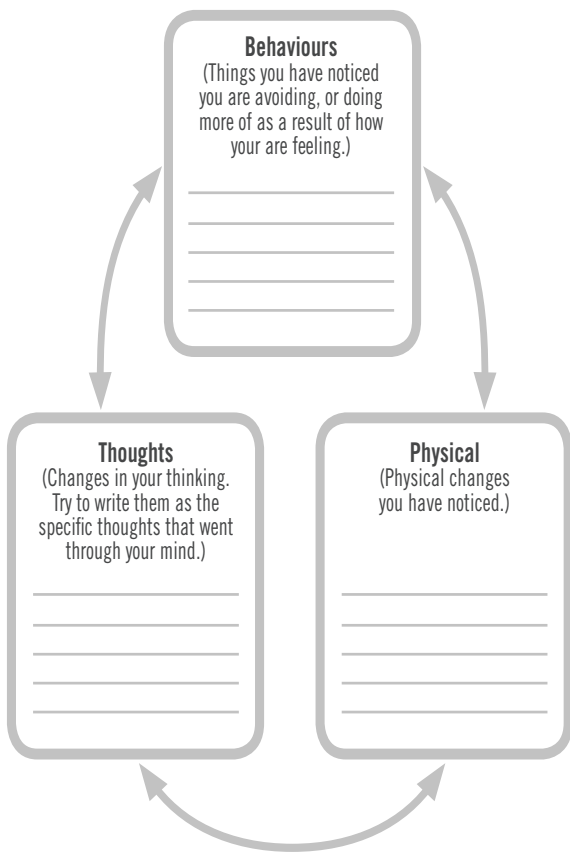 Behaviours
(Things you have noticed
you are avoiding, or doing
more of as a result of how
your are feeling.)
Thoughts
(Changes in your thinking.
Try to write them as the
specific thoughts that went
through your mind.)
Physical
(Physical changes
you have noticed.)